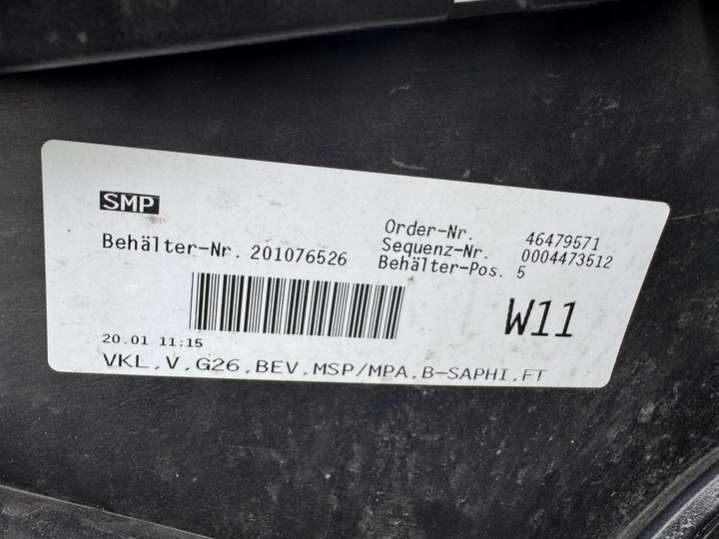 SMP
Order-Nr. 46479571
Sequenz-Nr. 0004473512
Behälter-Nr. 201076526
Behälter-Pos. 5
W11
20.01 11:15
VKL,V,G26,BEV,MSP/MPA,B-SAPHI,FT